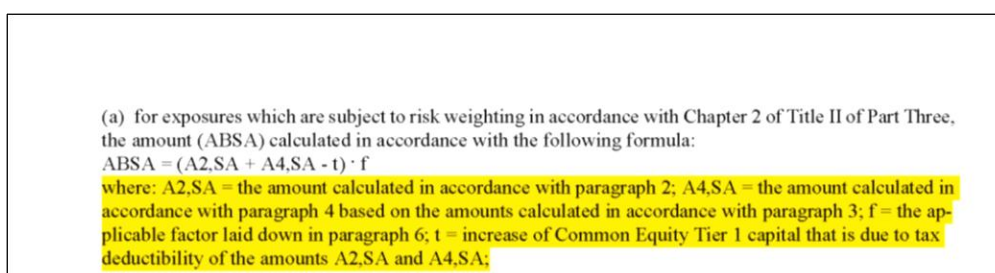 (a) for exposures which are subject to risk weighting in accordance with Chapter 2 of Title II of Part Three,
the amount (ABSA) calculated in accordance with the following formula:
ABSA = (A2,SA + A4,SA - t) · f
where: A2,SA = the amount calculated in accordance with paragraph 2; A4,SA = the amount calculated in
accordance with paragraph 4 based on the amounts calculated in accordance with paragraph 3; f = the ap-
plicable factor laid down in paragraph 6; t = increase of Common Equity Tier 1 capital that is due to tax
deductibility of the amounts A2,SA and A4,SA;